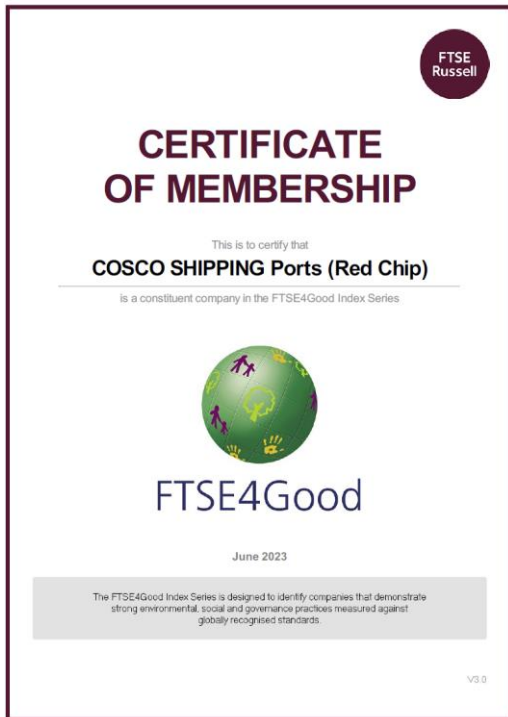 FTSE
Russell
CERTIFICATE
OF MEMBERSHIP
This is to certify that
COSCO SHIPPING Ports (Red Chip)
is a constituent company in the FTSE4Good Index Series
FTSE4Good
June 2023
The FTSE4Good Index Series is designed to identify companies that demonstrate
strong environmental, social and governance practices measured against
globally recognised standards.
V3.0